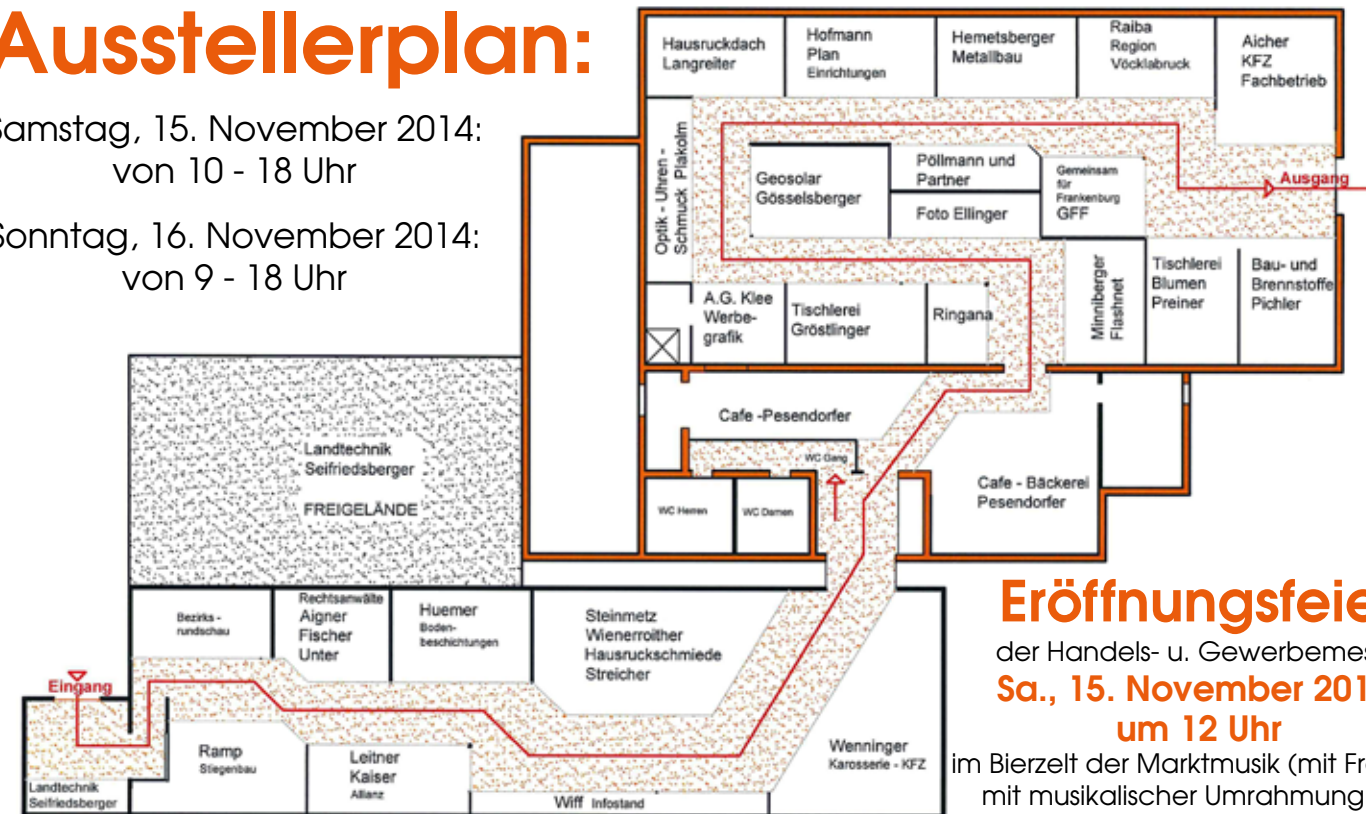 Ausstellerplan:
Samstag, 15. November 2014:
von 10 - 18 Uhr
Sonntag, 16. November 2014:
von 9 - 18 Uhr
Hausruckdach
Langreiter
Hofmann
Plan
Einrichtungen
Hemetsberger
Metallbau
Raiba
Region
Vöcklabruck
Aicher
KFZ
Fachbetrieb
Optik - Uhren -
Schmuck Plakolm
Geosolar
Gösselsberger
Pöllmann und
Partner
Foto Ellinger
Gemeinsam
für
Frankenburg
GFF
Ausgang
A.G. Klee
Werbe-
grafik
Tischlerei
Gröstlinger
Ringana
Minniberger
Flashnet
Tischlerei
Blumen
Preiner
Bau- und
Brennstoffe
Pichler
Cafe -Pesendorfer
WC Gang
WC Herren
WC Damen
Cafe - Bäckerei
Pesendorfer
Landtechnik
Seifriedsberger
FREIGELÄNDE
Bezirks -
rundschau
Rechtsanwälte
Aigner
Fischer
Unter
Huemer
Boden-
beschichtungen
Steinmetz
Wienerroither
Hausruckschmiede
Streicher
Eingang
Landtechnik
Seifriedsberger
Ramp
Stiegenbau
Leitner
Kaiser
Allianz
Wiff Infostand
Wenninger
Karosserie - KFZ
Eröffnungsfeie
der Handels- u. Gewerbemes
Sa., 15. November 201
um 12 Uhr
im Bierzelt der Marktmusik (mit Fr
mit musikalischer Umrahmung